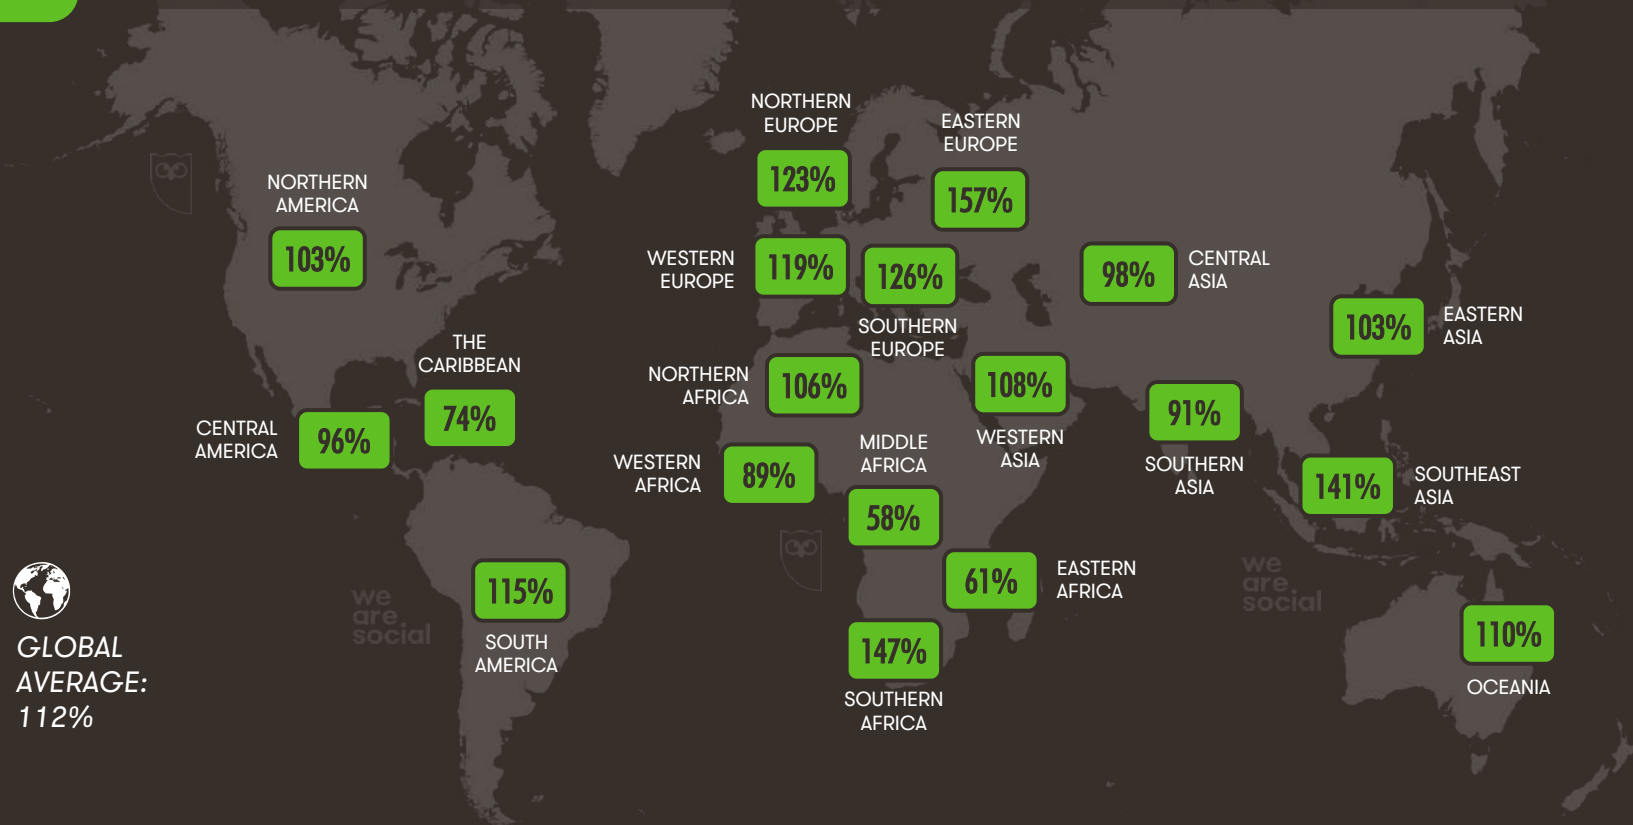 NORTHERN
EUROPE
123%
EASTERN
EUROPE
157%
NORTHERN
AMERICA
103%
WESTERN
EUROPE
119%
126%
SOUTHERN
EUROPE
98%
CENTRAL
ASIA
103%
EASTERN
ASIA
THE
CARIBBEAN
74%
NORTHERN
AFRICA
106%
108%
WESTERN
ASIA
91%
SOUTHERN
ASIA
CENTRAL
AMERICA
96%
WESTERN
AFRICA
89%
MIDDLE
AFRICA
58%
141%
SOUTHEAST
ASIA
61%
EASTERN
AFRICA
115%
SOUTH
AMERICA
147%
SOUTHERN
AFRICA
110%
OCEANIA
we
are
social
we
are
social
GLOBAL
AVERAGE:
112%